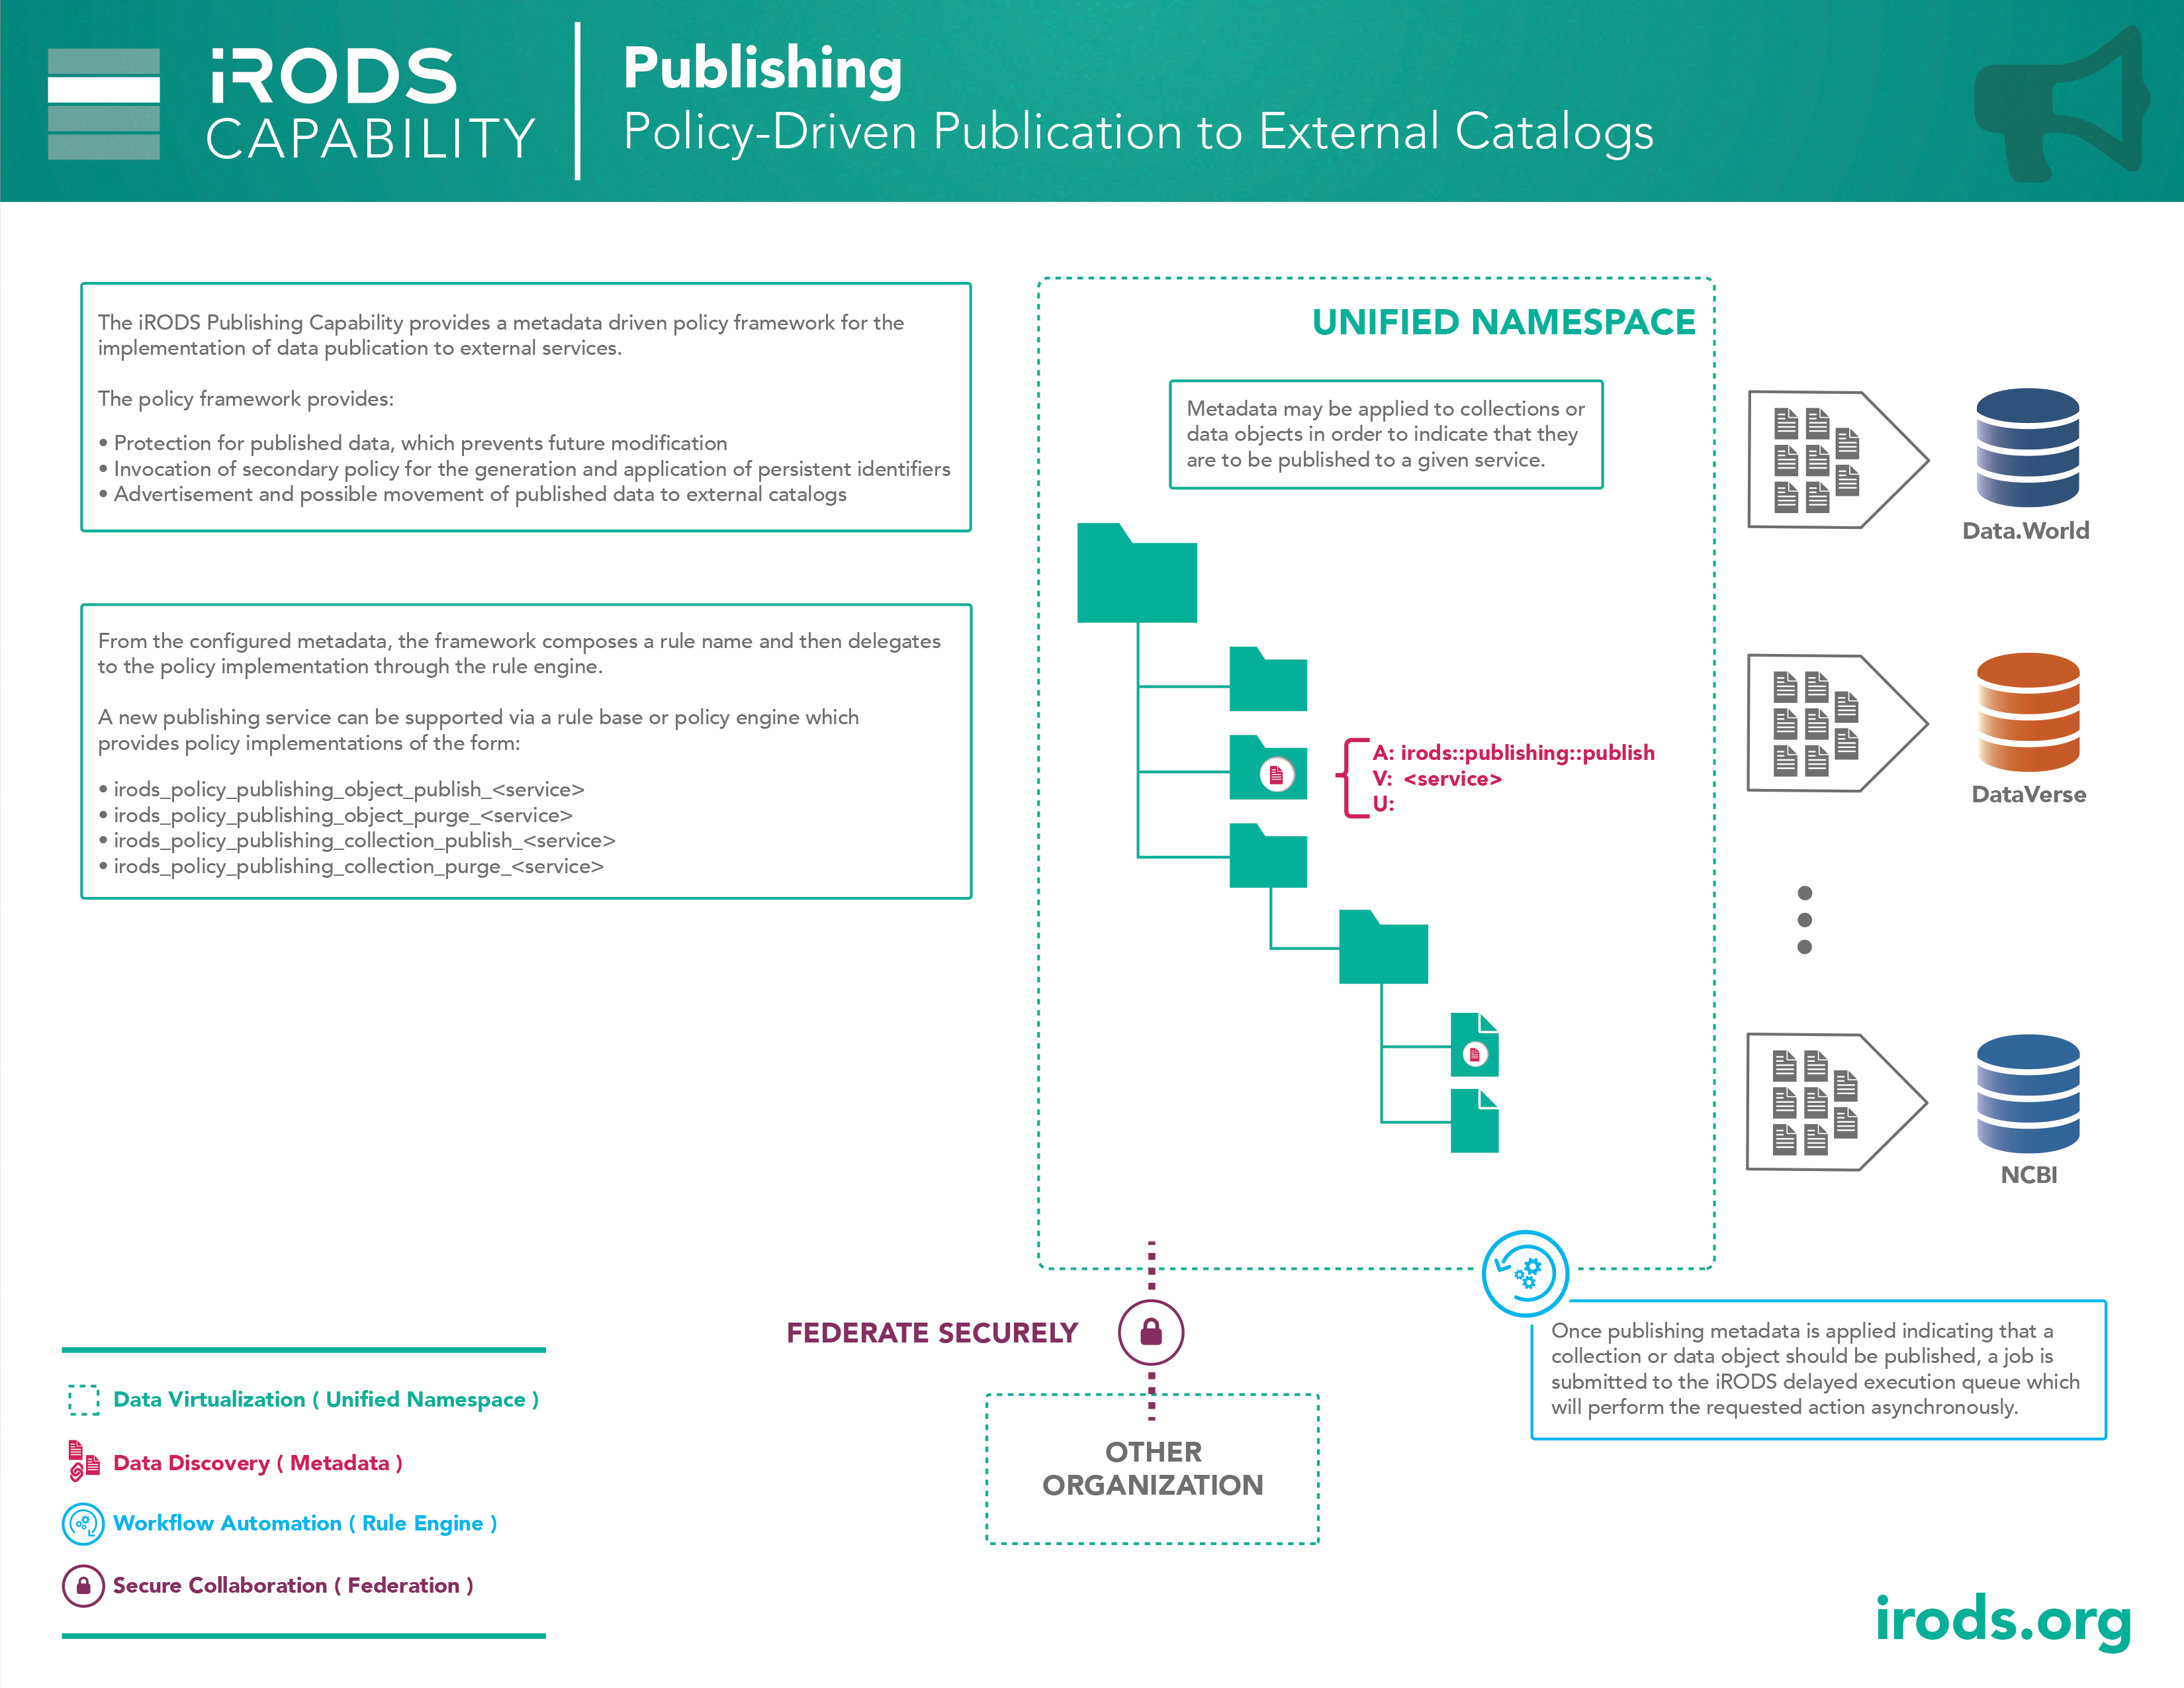 iRODS
CAPABILITY
Publishing
Policy-Driven Publication to External Catalogs
The iRODS Publishing Capability provides a metadata driven policy framework for the
implementation of data publication to external services.
The policy framework provides:
• Protection for published data, which prevents future modification
• Invocation of secondary policy for the generation and application of persistent identifiers
• Advertisement and possible movement of published data to external catalogs
From the configured metadata, the framework composes a rule name and then delegates
to the policy implementation through the rule engine.
A new publishing service can be supported via a rule base or policy engine which
provides policy implementations of the form:
• irods_policy_publishing_object_publish_<service>
• irods_policy_publishing_object_purge_<service>
• irods_policy_publishing_collection_publish_<service>
• irods_policy_publishing_collection_purge_<service>
UNIFIED NAMESPACE
Metadata may be applied to collections or
data objects in order to indicate that they
are to be published to a given service.
A: irods::publishing::publish
V: <service>
U:
Data.World
DataVerse
NCBI
FEDERATE SECURELY
OTHER
ORGANIZATION
Once publishing metadata is applied indicating that a
collection or data object should be published, a job is
submitted to the iRODS delayed execution queue which
will perform the requested action asynchronously.
Data Virtualization ( Unified Namespace )
Data Discovery ( Metadata )
Workflow Automation ( Rule Engine )
Secure Collaboration ( Federation )
irods.org